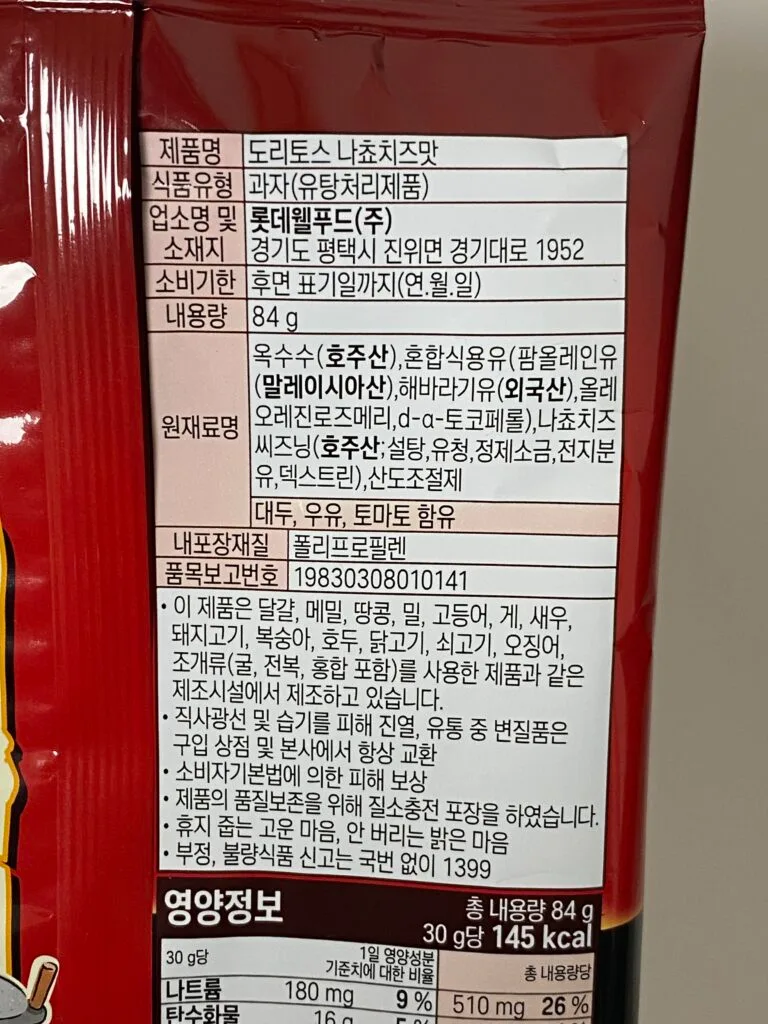 제품명 도리토스 나쵸치즈맛
식품유형 과자(유탕처리제품)
업소명 및 롯데웰푸드(주)
소재지 경기도 평택시 진위면 경기대로 1952
소비기한 후면 표기일까지(연.월.일)
내용량 84 g
원재료명
옥수수(호주산),혼합식용유(팜올레인유
(말레이시아산),해바라기유(외국산),올레
오레진로즈메리,d-α-토코페롤),나쵸치즈
씨즈닝(호주산;설탕,유청,정제소금,전지분
유,덱스트린),산도조절제
대두, 우유, 토마토 함유
내포장재질 폴리프로필렌
품목보고번호 19830308010141
• 이 제품은 달걀, 메밀, 땅콩, 밀, 고등어, 게, 새우,
돼지고기, 복숭아, 호두, 닭고기, 쇠고기, 오징어,
조개류(굴, 전복, 홍합 포함)를 사용한 제품과 같은
제조시설에서 제조하고 있습니다.
• 직사광선 및 습기를 피해 진열, 유통 중 변질품은
구입 상점 및 본사에서 항상 교환
• 소비자기본법에 의한 피해 보상
• 제품의 품질보존을 위해 질소충전 포장을 하였습니다.
• 휴지 줍는 고운 마음, 안 버리는 밝은 마음
• 부정, 불량식품 신고는 국번 없이 1399
영양정보
총 내용량 84 g
30 g당 145 kcal
30 g당
1일 영양성분
기준치에 대한 비율
총 내용량당
나트륨 180 mg 9 % 510 mg 26 %
탄수화물 16 g 5 %